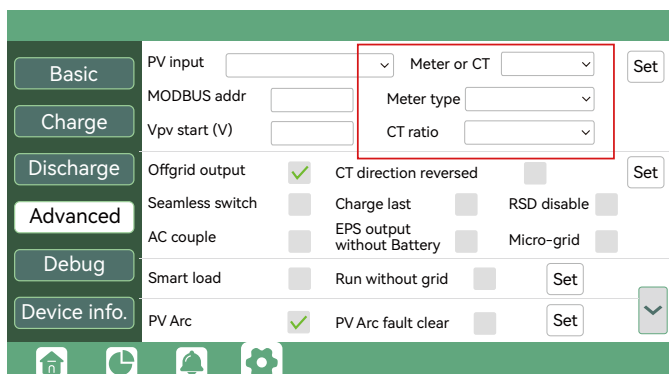 PV input Meter or CT Set
Basic
MODBUS addr Meter type
Charge
Vpv start (V) CT ratio
Discharge Offgrid output CT direction reversed Set
Seamless switch Charge last RSD disable
Advanced
AC couple EPS output without Battery Micro-grid
Debug
Smart load Run without grid Set
Device info.
PV Arc PV Arc fault clear Set